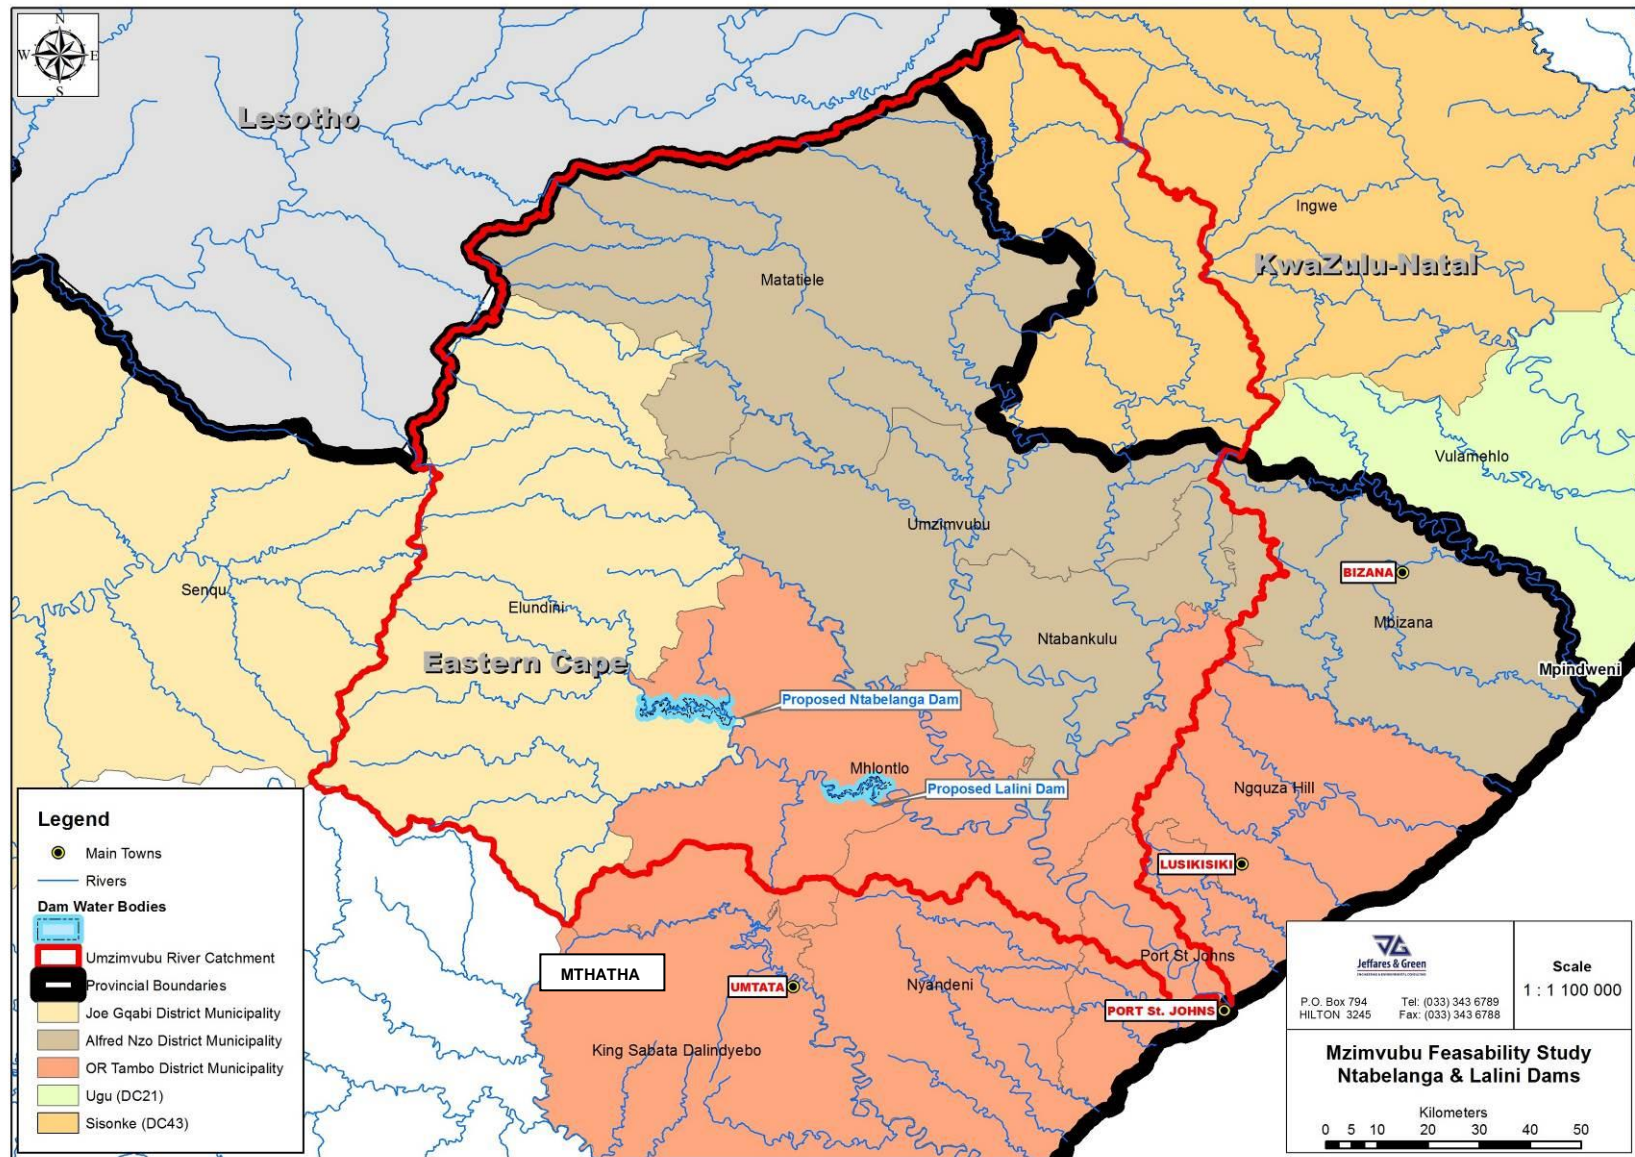 N
W
E
S
Lesotho
Ingwe
KwaZulu-Natal
Matatiele
Vulamehlo
Umzimvubu
BIZANA
Senqu
Elundini
Mbizana
Ntabankulu
Eastern Cape
Mpindweni
Proposed Ntabelanga Dam
Mhlontlo
Proposed Lalini Dam
Ngquza Hill
LUSIKISIKI
Port St Johns
MTHATHA
UMTATA
Nyandeni
PORT St. JOHNS
King Sabata Dalindyebo
Legend
Main Towns
Rivers
Dam Water Bodies
Umzimvubu River Catchment
Provincial Boundaries
Joe Gqabi District Municipality
Alfred Nzo District Municipality
OR Tambo District Municipality
Ugu (DC21)
Sisonke (DC43)
JG
Jeffares & Green
P.O. Box 794 Tel: (033) 343 6789
HILTON 3245 Fax: (033) 343 6788
Scale
1 : 1 100 000
Mzimvubu Feasability Study
Ntabelanga & Lalini Dams
Kilometers
0 5 10 20 30 40 50